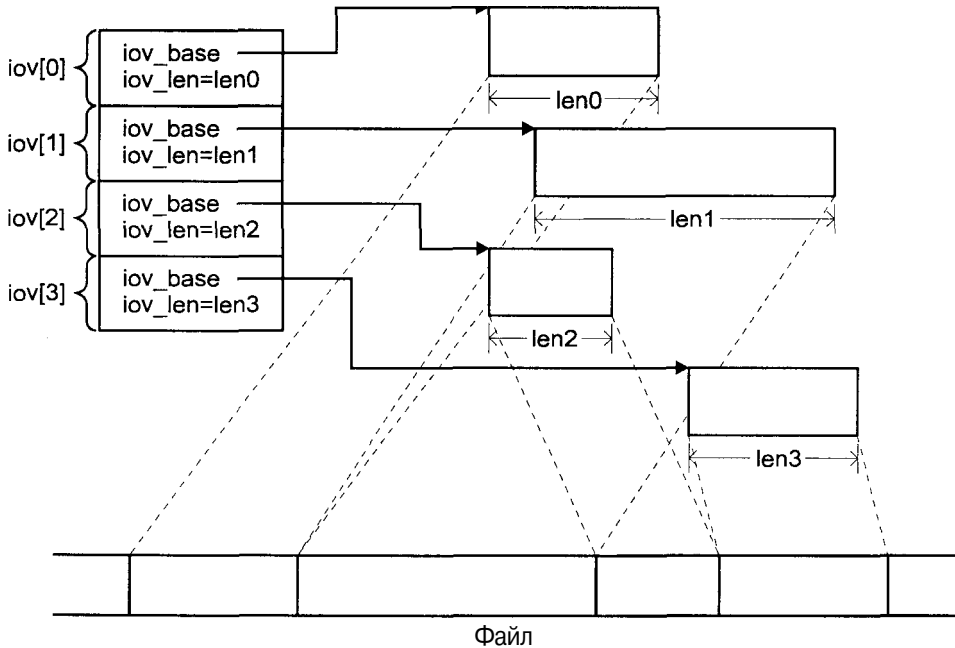 iov[0]
iov_base
iov_len=len0
len0
iov[1]
iov_base
iov_len=len1
len1
iov[2]
iov_base
iov_len=len2
len2
iov[3]
iov_base
iov_len=len3
len3
Файл